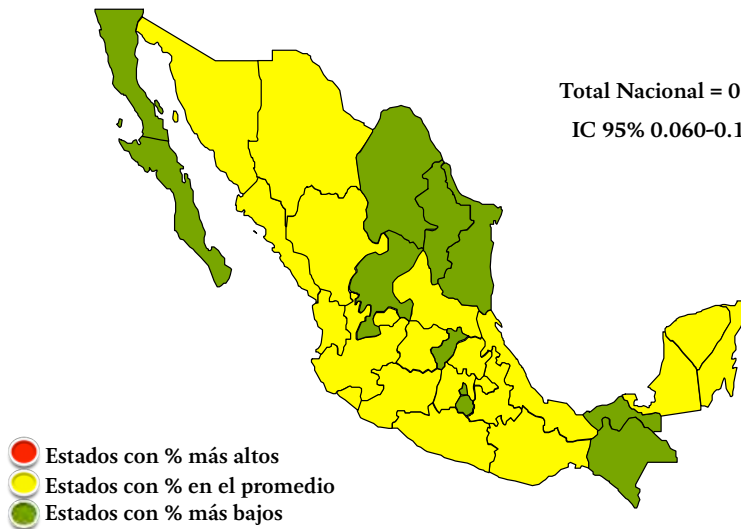 Total Nacional = 0
IC 95% 0.060-0.1
Estados con % más altos
Estados con % en el promedio
Estados con % más bajos